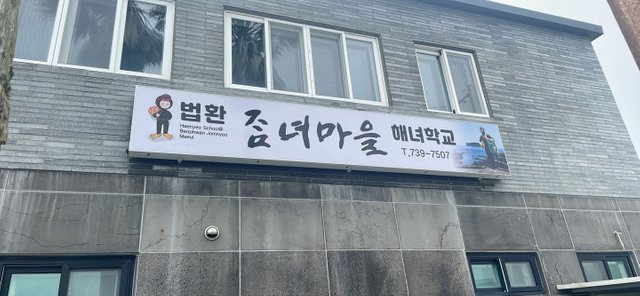 법환 좀녀마을 해녀학교
Haenyeo School@
Beophwan Jomnyeo
Maeul
T.739-7507